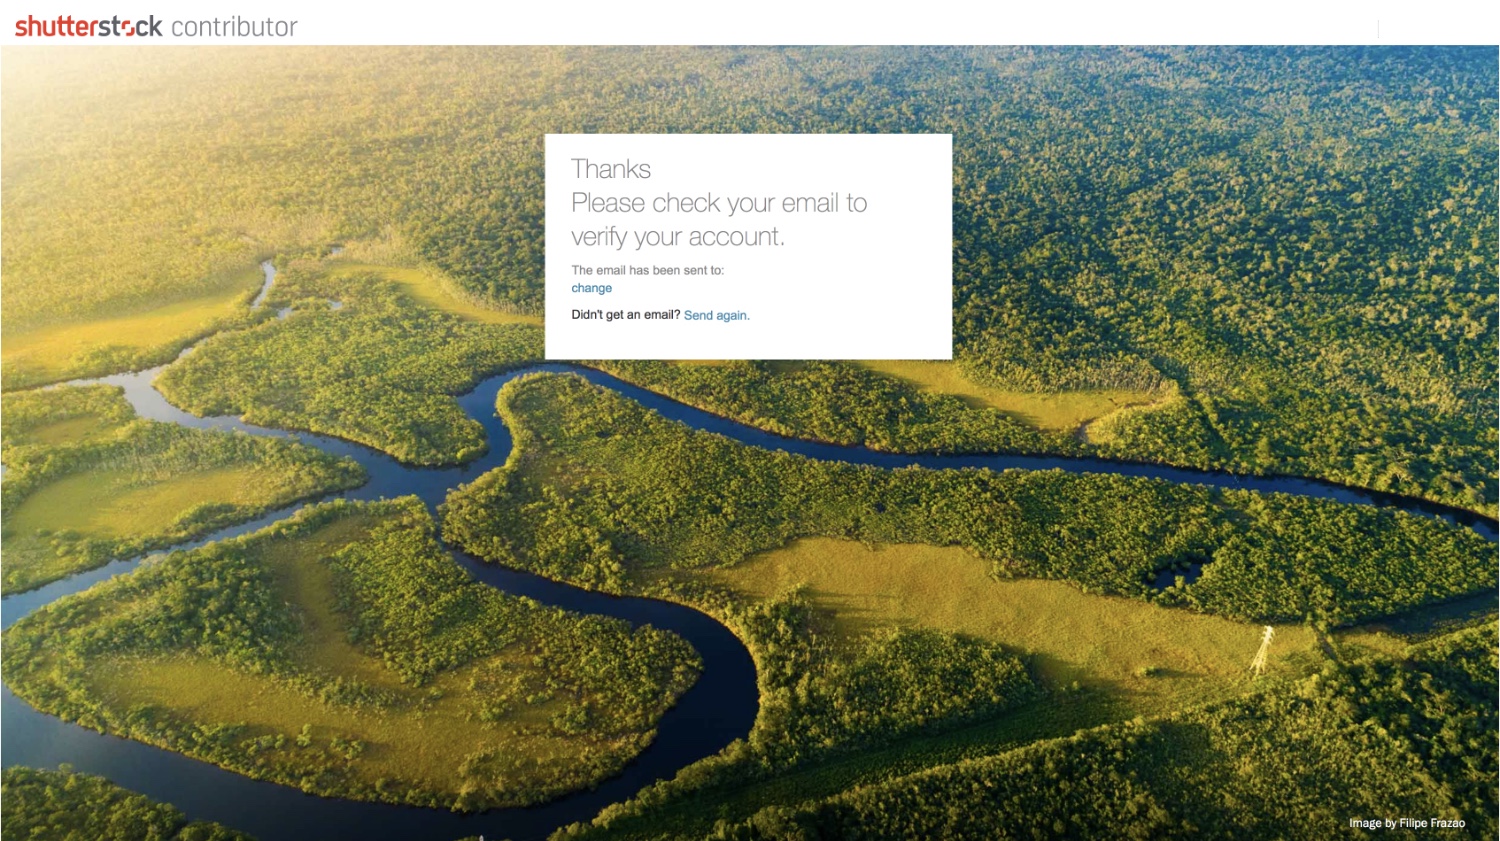 shutterstock contributor
Thanks
Please check your email to
verify your account.
The email has been sent to:
change
Didn't get an email? Send again.
Image by Filipe Frazao